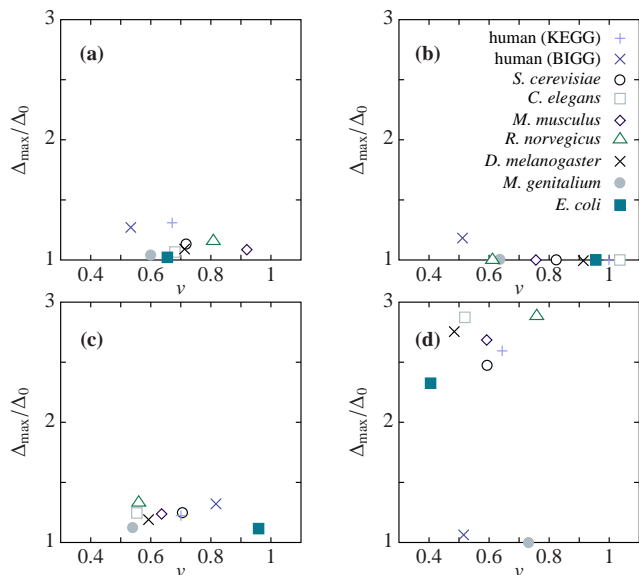 3
(a)
2
Δmax/Δ0
1
0.4 0.6 0.8 1
ν
3
(b)
human (KEGG)
human (BIGG)
S. cerevisiae
C. elegans
M. musculus
R. norvegicus
D. melanogaster
M. genitalium
E. coli
2
Δmax/Δ0
1
0.4 0.6 0.8 1
ν
3
(c)
2
Δmax/Δ0
1
0.4 0.6 0.8 1
ν
3
(d)
2
Δmax/Δ0
1
0.4 0.6 0.8 1
ν